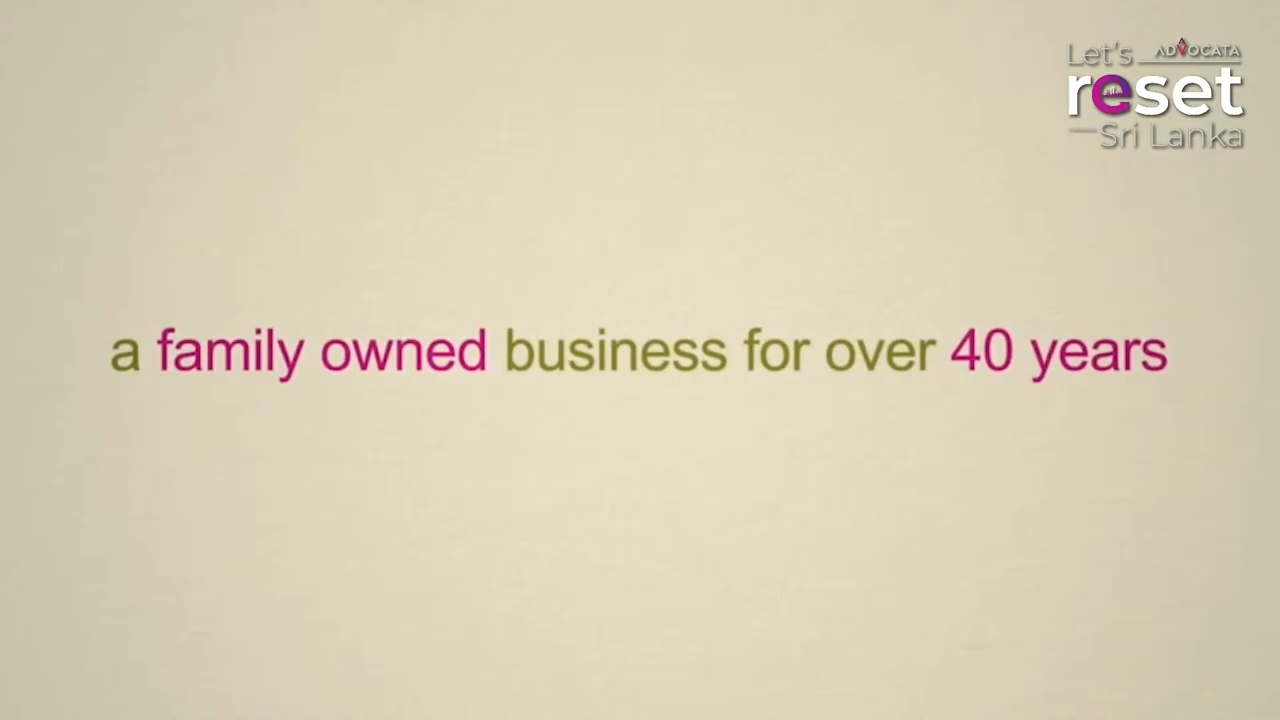 Let's ADVOCATA
reset
Sri Lanka
a family owned business for over 40 years